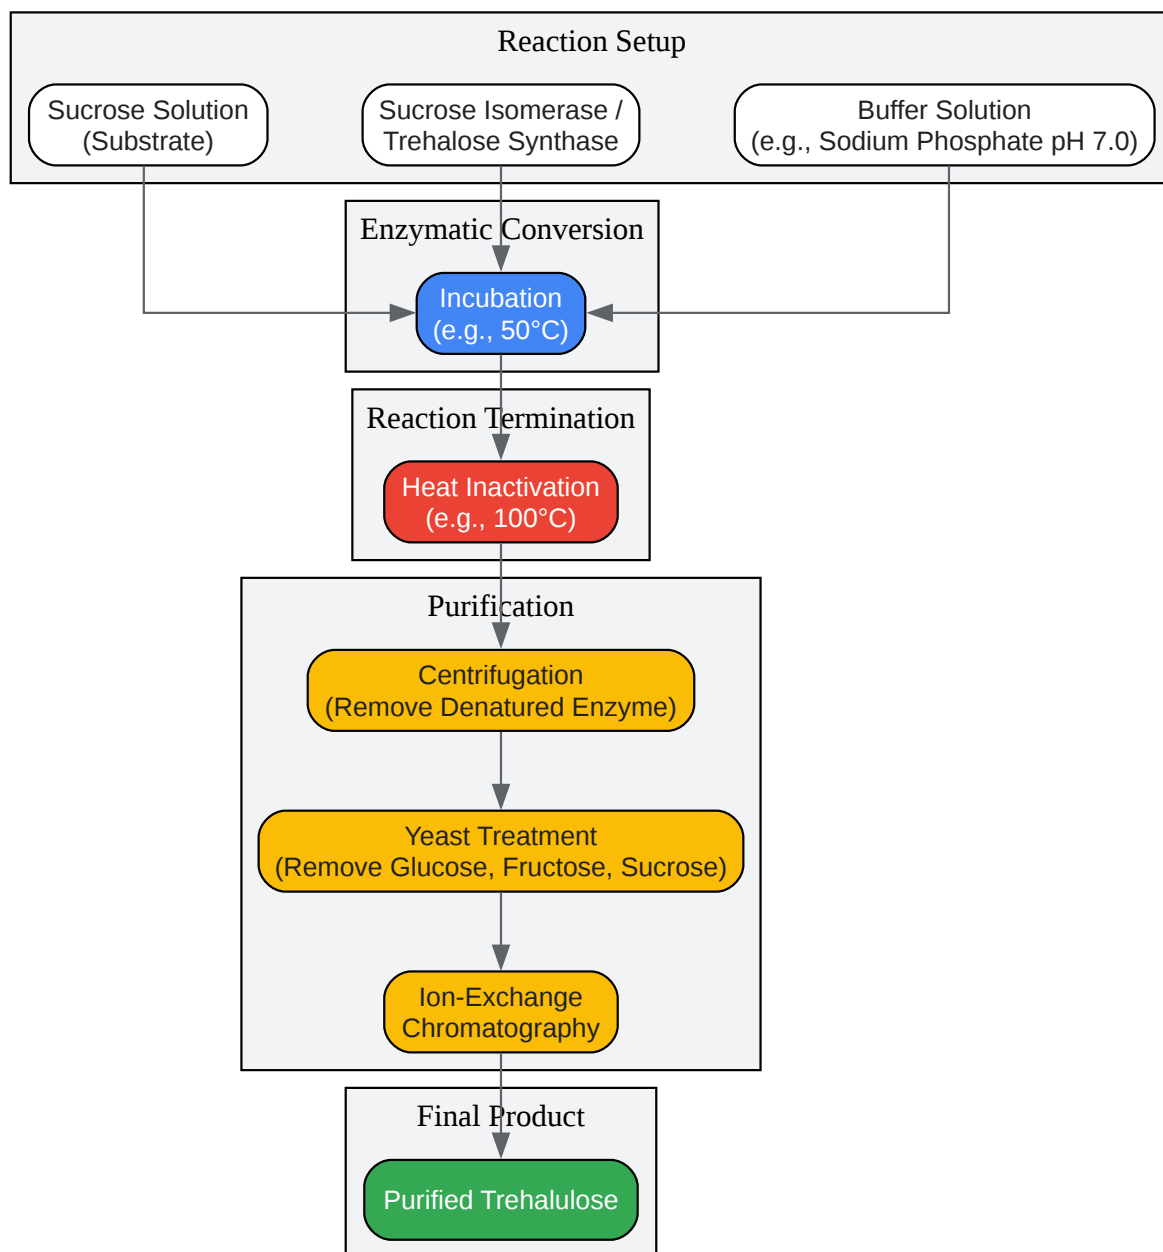 Reaction Setup
Sucrose Solution
(Substrate)
Sucrose Isomerase /
Trehalose Synthase
Buffer Solution
(e.g., Sodium Phosphate pH 7.0)
Enzymatic Conversion
Incubation
(e.g., 50°C)
Reaction Termination
Heat Inactivation
(e.g., 100°C)
Purification
Centrifugation
(Remove Denatured Enzyme)
Yeast Treatment
(Remove Glucose, Fructose, Sucrose)
Ion-Exchange
Chromatography
Final Product
Purified Trehalulose